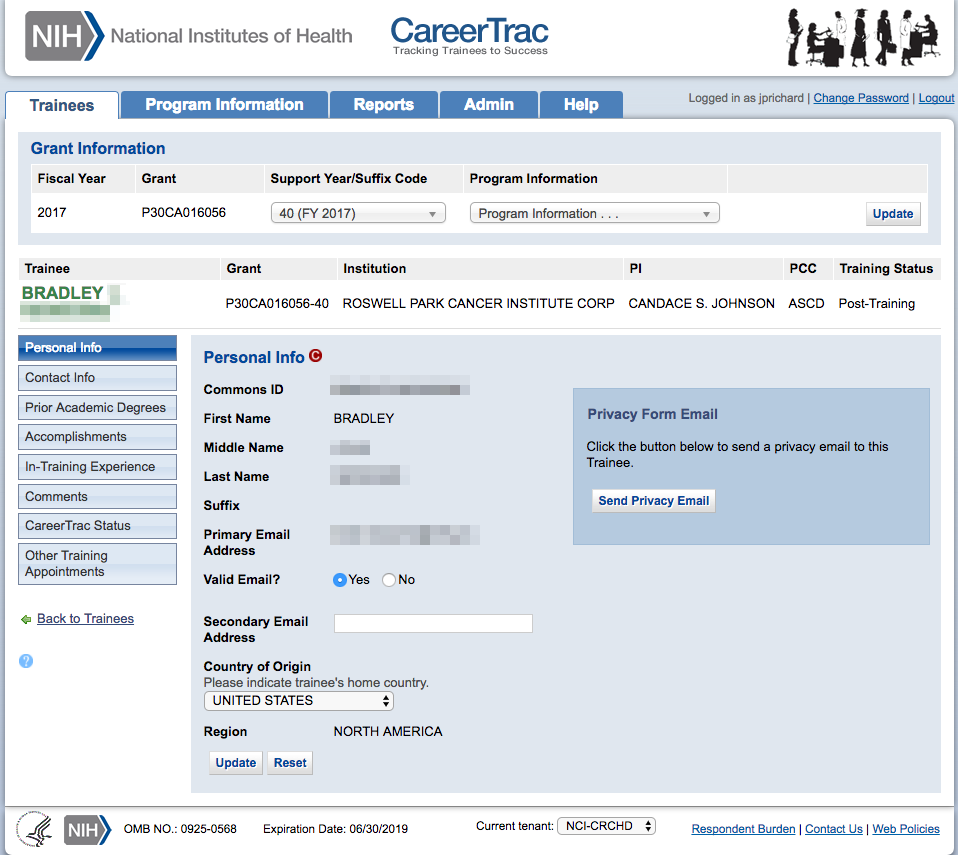 NIH National Institutes of Health
CareerTrac
Tracking Trainees to Success
Trainees Program Information Reports Admin Help
Logged in as jprichard | Change Password | Logout
Grant Information
Fiscal Year Grant Support Year/Suffix Code Program Information
2017 P30CA016056 40 (FY 2017) Program Information . . . Update
Trainee Grant Institution PI PCC Training Status
BRADLEY
P30CA016056-40 ROSWELL PARK CANCER INSTITUTE CORP CANDACE S. JOHNSON ASCD Post-Training
Personal Info
Contact Info
Prior Academic Degrees
Accomplishments
In-Training Experience
Comments
CareerTrac Status
Other Training
Appointments
Back to Trainees
?
Personal Info C
Commons ID
First Name BRADLEY
Middle Name
Last Name
Suffix
Primary Email
Address
Valid Email? Yes No
Secondary Email
Address
Country of Origin
Please indicate trainee's home country.
UNITED STATES
Region NORTH AMERICA
Update Reset
Privacy Form Email
Click the button below to send a privacy email to this
Trainee.
Send Privacy Email
NIH OMB NO.: 0925-0568 Expiration Date: 06/30/2019 Current tenant: NCI-CRCHD Respondent Burden | Contact Us | Web Policies